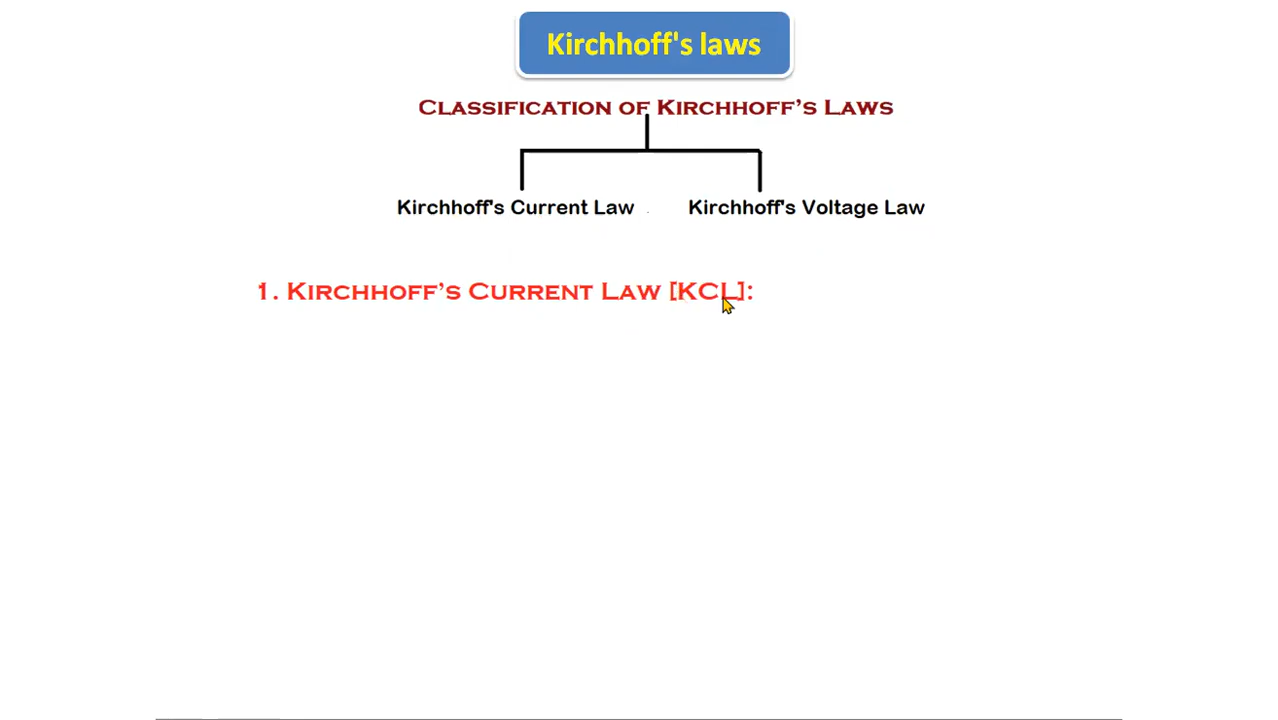 Kirchhoff's laws
Classification of Kirchhoff’s Laws
Kirchhoff's Current Law Kirchhoff's Voltage Law
1. Kirchhoff’s Current Law [KCL]: